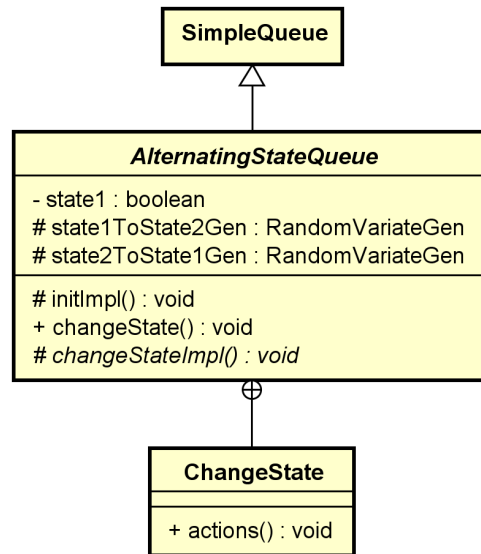 SimpleQueue
AlternatingStateQueue
- state1 : boolean
# state1ToState2Gen : RandomVariateGen
# state2ToState1Gen : RandomVariateGen
# initImpl() : void
+ changeState() : void
# changeStateImpl() : void
ChangeState
+ actions() : void